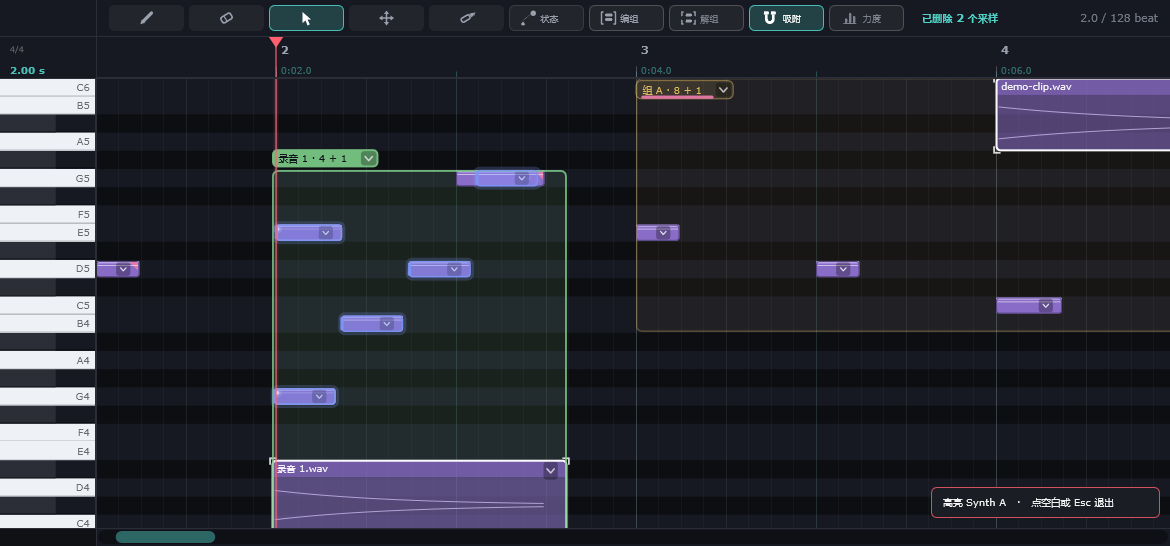 状态
编组
解组
吸附
力度
已删除 2 个采样
2.0 / 128 beat
4/4
2.00 s
2
0:02.0
3
0:04.0
4
0:06.0
C6
B5
A5
G5
F5
E5
D5
C5
B4
A4
G4
F4
E4
D4
C4
组 A · 8 + 1
demo-clip.wav
录音 1 · 4 + 1
录音 1.wav
高亮 Synth A · 点空白或 Esc 退出